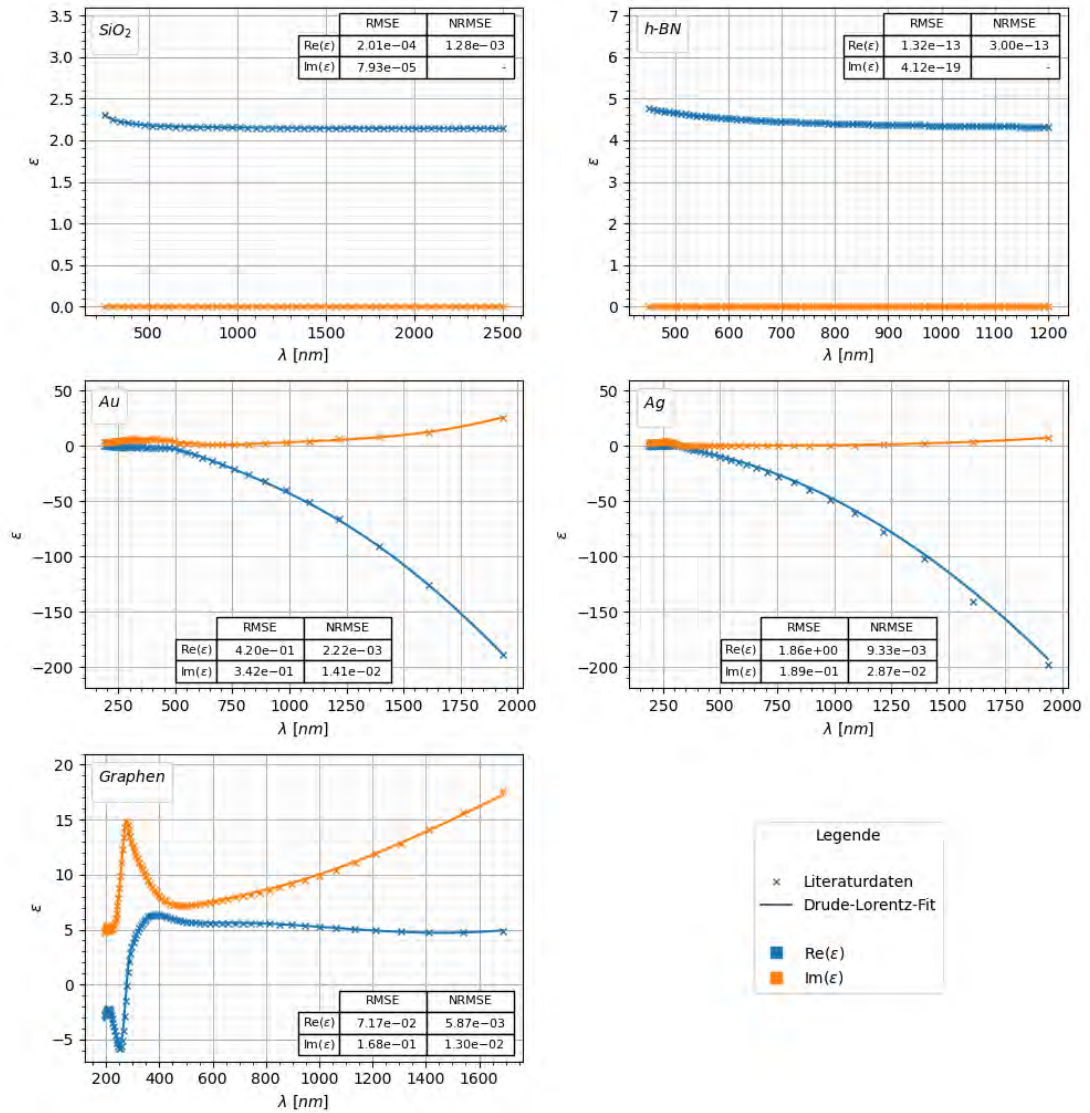 SiO₂
RMSE NRMSE
Re(ε) 2.01e−04 1.28e−03
Im(ε) 7.93e−05 -
3.5
3.0
2.5
2.0
1.5
1.0
0.5
0.0
ε
500 1000 1500 2000 2500
λ [nm]
h-BN
RMSE NRMSE
Re(ε) 1.32e−13 3.00e−13
Im(ε) 4.12e−19 -
7
6
5
4
3
2
1
0
ε
500 600 700 800 900 1000 1100 1200
λ [nm]
Au
50
0
−50
−100
−150
−200
ε
RMSE NRMSE
Re(ε) 4.20e−01 2.22e−03
Im(ε) 3.42e−01 1.41e−02
250 500 750 1000 1250 1500 1750 2000
λ [nm]
Ag
50
0
−50
−100
−150
−200
ε
RMSE NRMSE
Re(ε) 1.86e+00 9.33e−03
Im(ε) 1.89e−01 2.87e−02
250 500 750 1000 1250 1500 1750 2000
λ [nm]
Graphen
20
15
10
5
0
−5
ε
RMSE NRMSE
Re(ε) 7.17e−02 5.87e−03
Im(ε) 1.68e−01 1.30e−02
200 400 600 800 1000 1200 1400 1600
λ [nm]
Legende
Literaturdaten
Drude-Lorentz-Fit
Re(ε)
Im(ε)